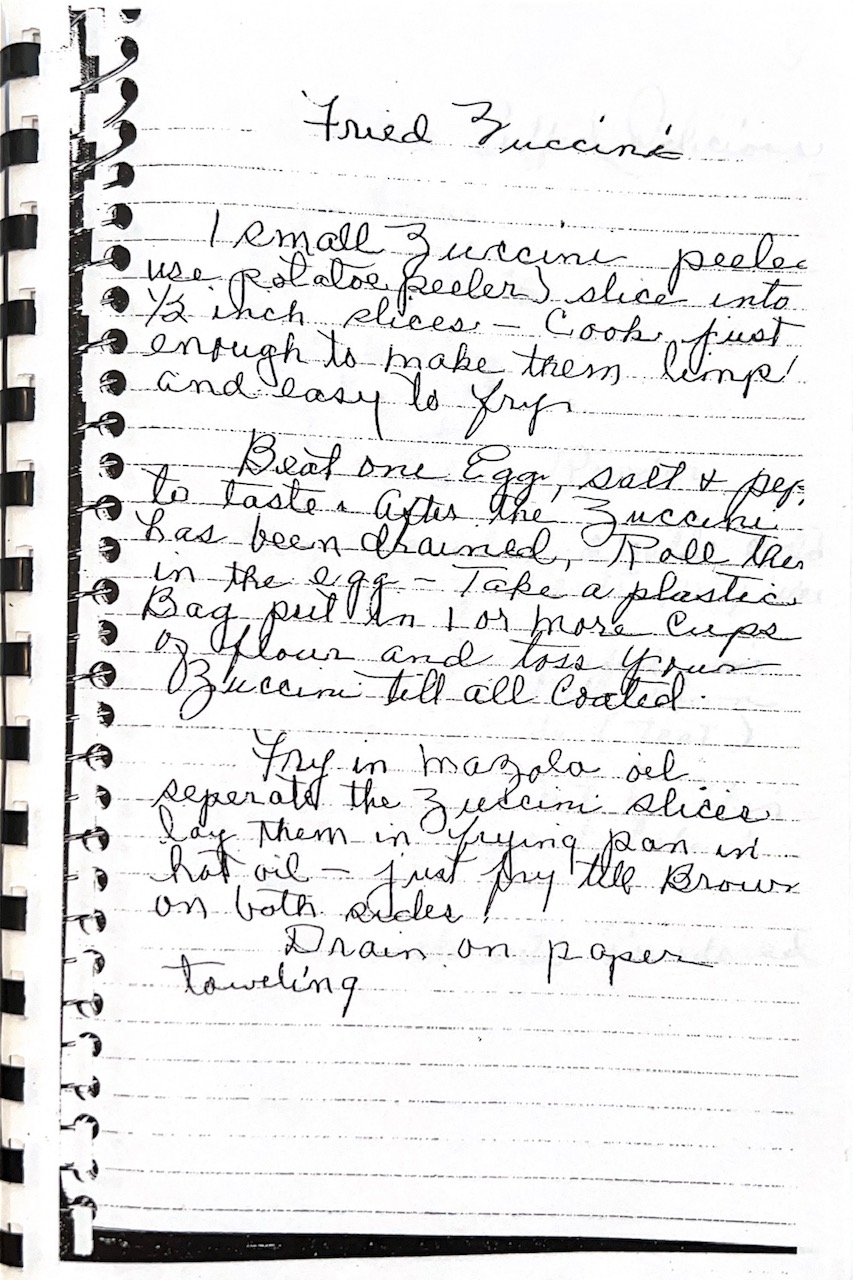 Fried Zuccini
1 small Zuccini peeled
use potatoe peeler) slice into
1/2 inch slices - Cook just
enough to make them limp
and easy to fry.
Beat one Egg, salt + pep
to taste. After the Zuccini
has been drained, Roll them
in the egg - Take a plastic
Bag put in 1 or more Cups
of flour and toss your
Zuccini till all Coated.
Fry in Mazola oil
seperate the Zuccini slices
lay them in frying pan in
hot oil - just fry till Brown
on both sides.
Drain on paper
toweling